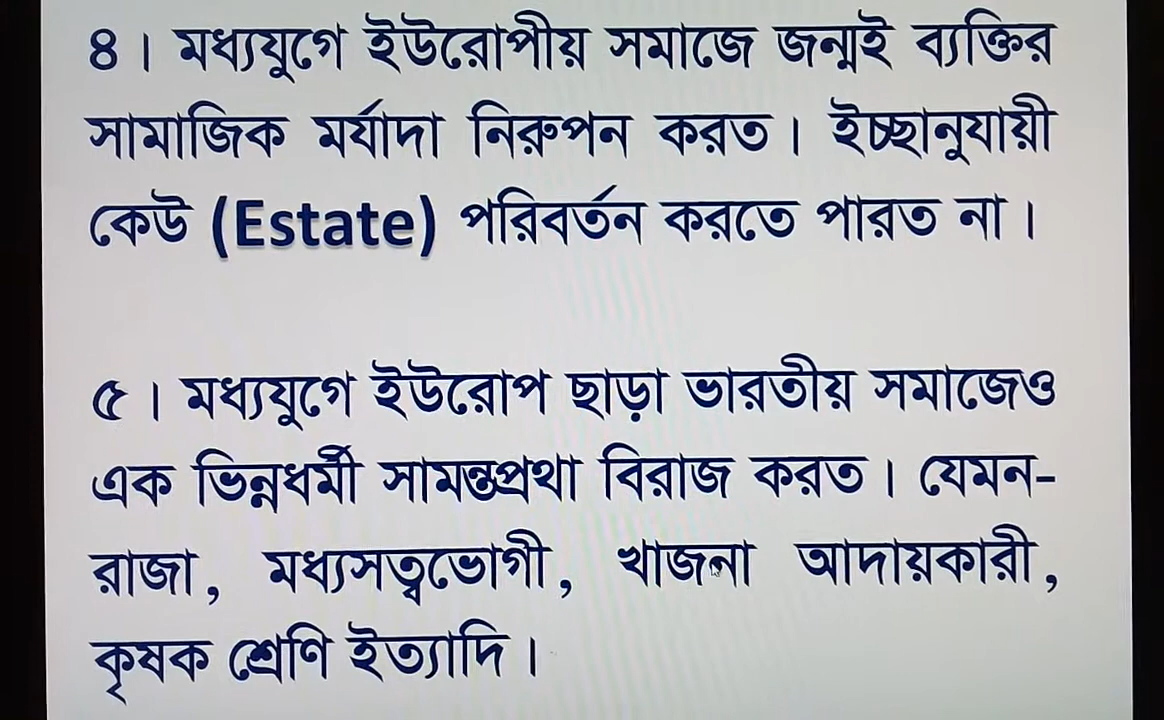 ৪। মধ্যযুগে ইউরোপীয় সমাজে জন্মই ব্যক্তির
সামাজিক মর্যাদা নিরুপন করত। ইচ্ছানুযায়ী
কেউ (Estate) পরিবর্তন করতে পারত না।
৫। মধ্যযুগে ইউরোপ ছাড়া ভারতীয় সমাজেও
এক ভিন্নধর্মী সামন্তপ্রথা বিরাজ করত। যেমন-
রাজা, মধ্যসত্বভোগী, খাজনা আদায়কারী,
কৃষক শ্রেণি ইত্যাদি।